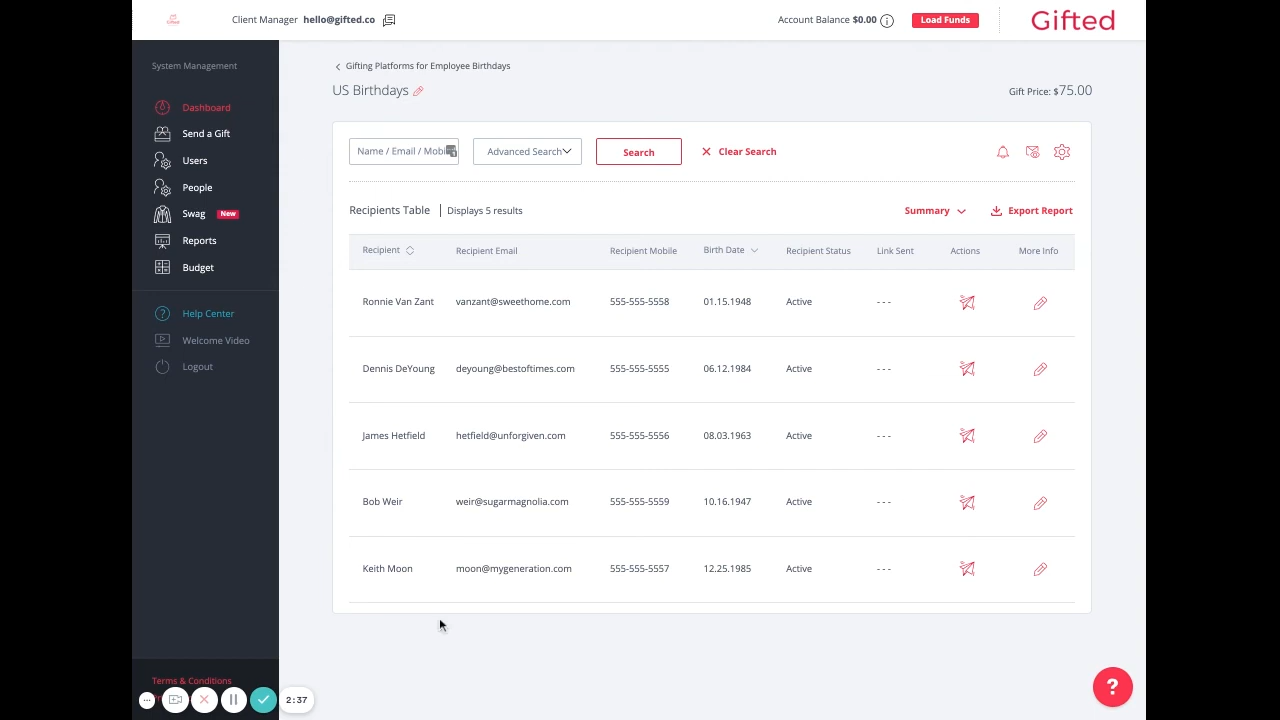 Gifted
Client Manager hello@gifted.co
Account Balance $0.00
Load Funds
Gifted
System Management
Dashboard
Send a Gift
Users
People
Swag New
Reports
Budget
Help Center
Welcome Video
Logout
Terms & Conditions
2:37
Gifting Platforms for Employee Birthdays
US Birthdays
Gift Price: $75.00
Name / Email / Mobi
Advanced Search
Search
Clear Search
Recipients Table | Displays 5 results
Summary
Export Report
Recipient Recipient Email Recipient Mobile Birth Date Recipient Status Link Sent Actions More Info
Ronnie Van Zant vanzant@sweethome.com 555-555-5558 01.15.1948 Active ---
Dennis DeYoung deyoung@bestoftimes.com 555-555-5555 06.12.1984 Active ---
James Hetfield hetfield@unforgiven.com 555-555-5556 08.03.1963 Active ---
Bob Weir weir@sugarmagnolia.com 555-555-5559 10.16.1947 Active ---
Keith Moon moon@mygeneration.com 555-555-5557 12.25.1985 Active ---
?